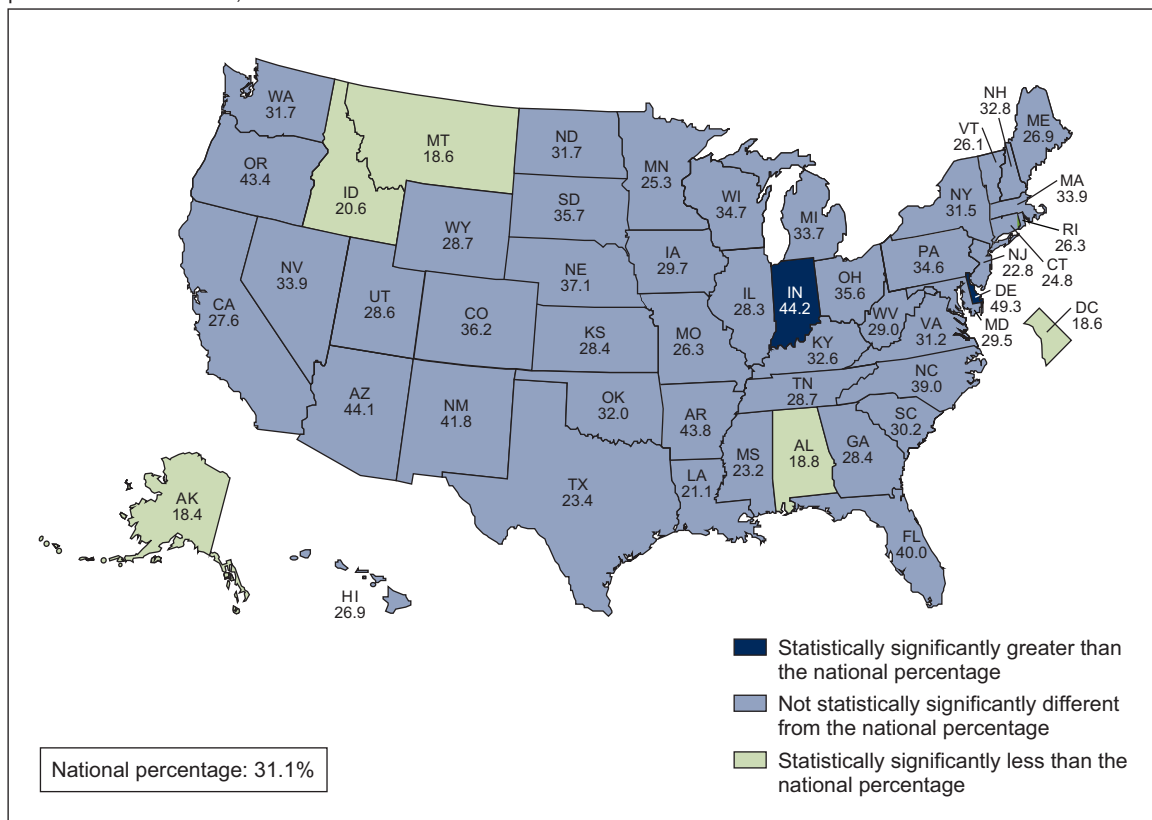 WA
31.7
OR
43.4
CA
27.6
NV
33.9
ID
20.6
MT
18.6
WY
28.7
UT
28.6
CO
36.2
AZ
44.1
NM
41.8
ND
31.7
SD
35.7
NE
37.1
KS
28.4
OK
32.0
TX
23.4
MN
25.3
IA
29.7
MO
26.3
AR
43.8
LA
21.1
WI
34.7
IL
28.3
MI
33.7
IN
44.2
OH
35.6
KY
32.6
TN
28.7
MS
23.2
AL
18.8
GA
28.4
FL
40.0
SC
30.2
NC
39.0
VA
31.2
WV
29.0
PA
34.6
NY
31.5
VT
26.1
NH
32.8
ME
26.9
MA
33.9
RI
26.3
CT
24.8
NJ
22.8
DE
49.3
MD
29.5
DC
18.6
AK
18.4
HI
26.9
Statistically significantly greater than
the national percentage
Not statistically significantly different
from the national percentage
Statistically significantly less than the
national percentage
National percentage: 31.1%